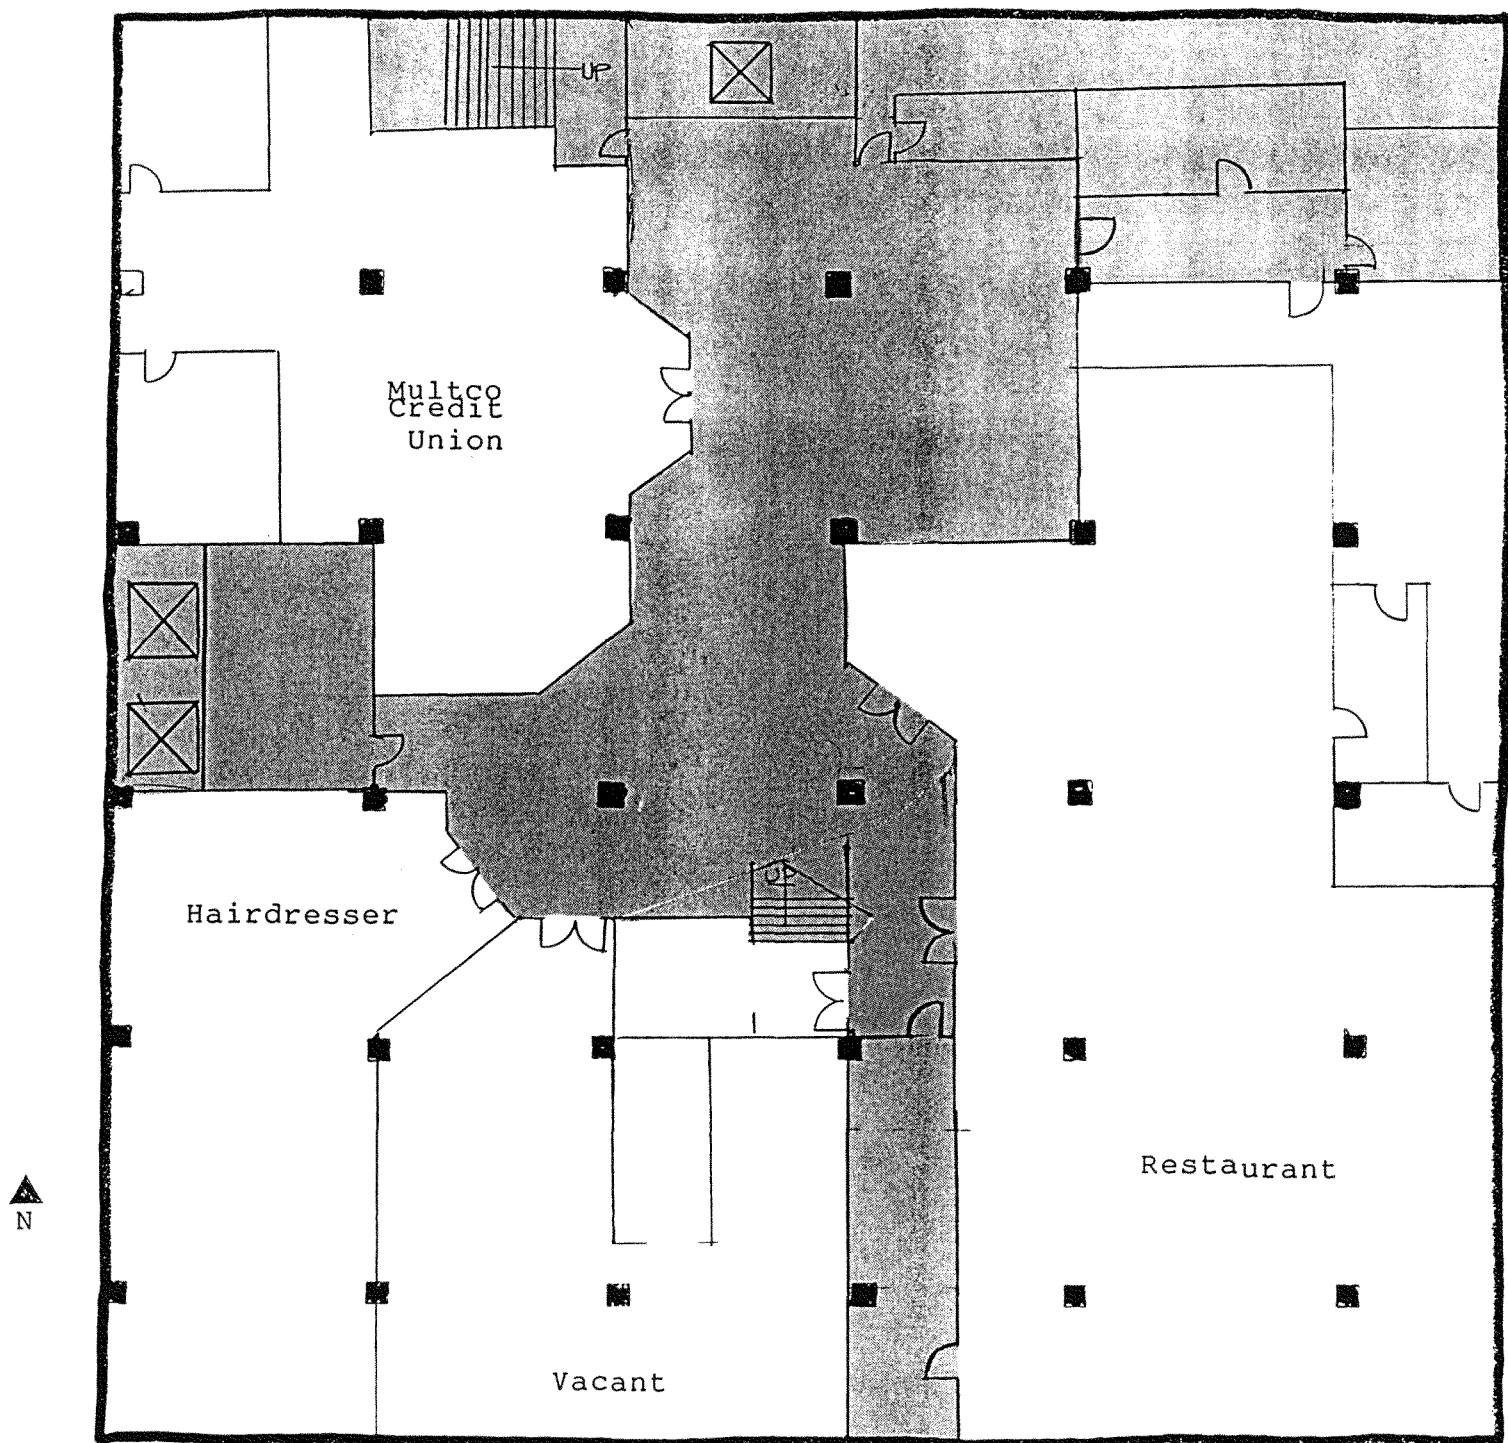 UP
Multco
Credit
Union
UP
Hairdresser
Restaurant
N
Vacant